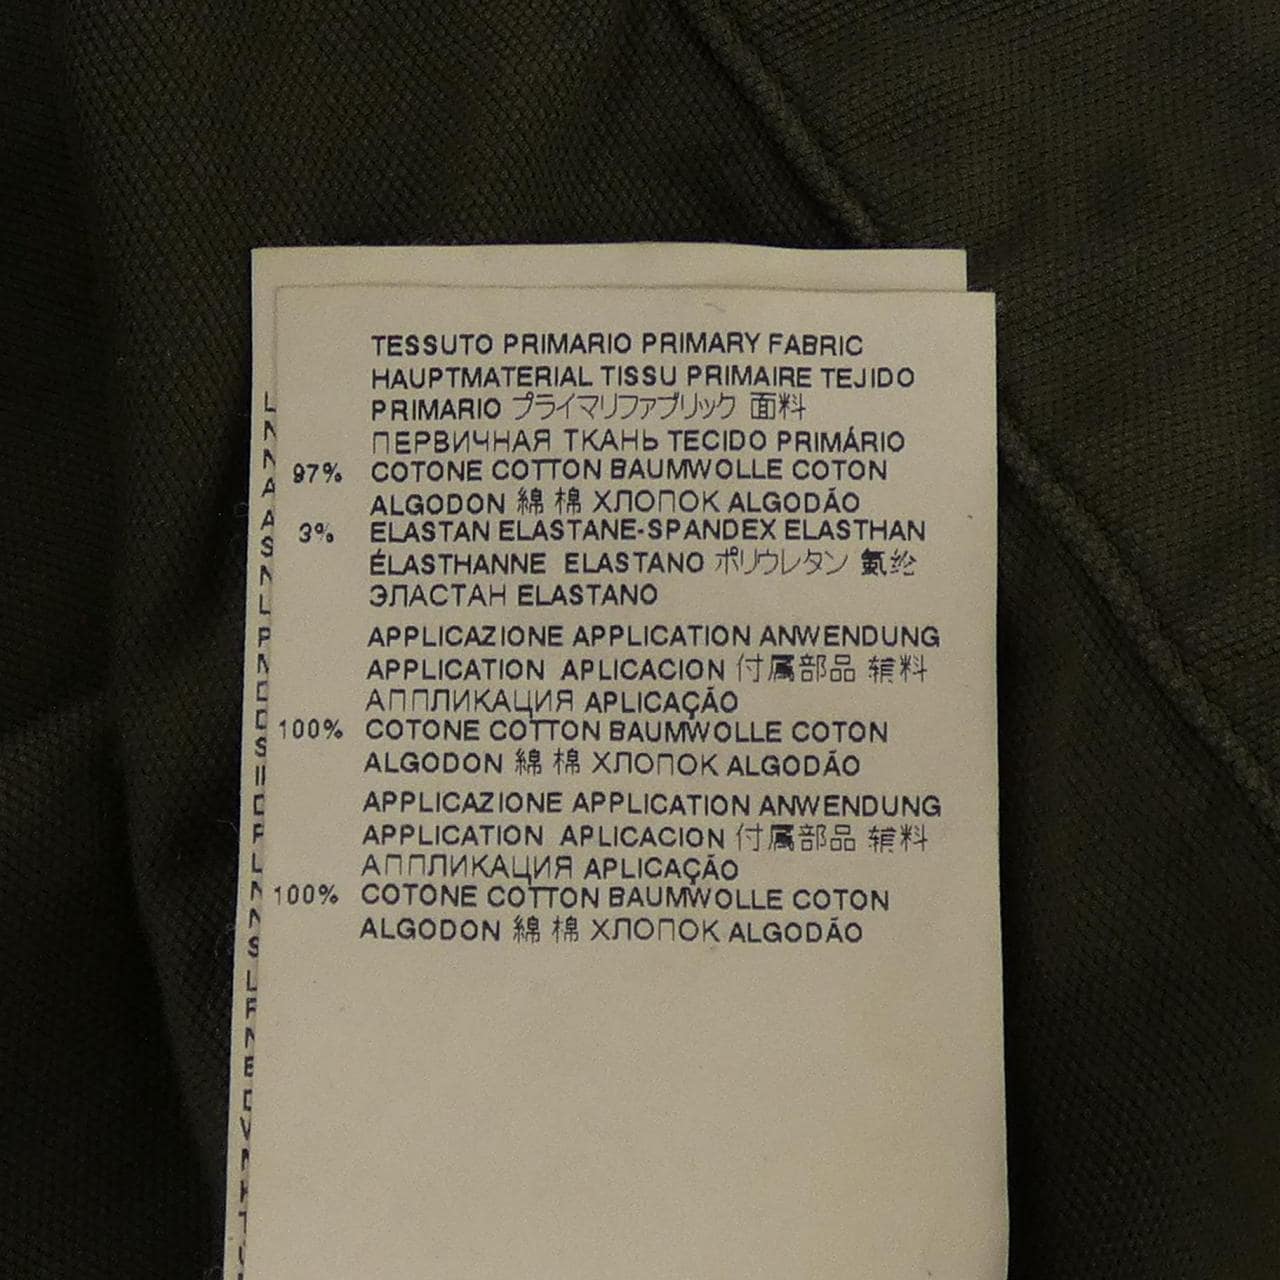 TESSUTO PRIMARIO PRIMARY FABRIC
HAUPTMATERIAL TISSU PRIMAIRE TEJIDO
PRIMARIO プライマリファブリック 面料
ПЕРВИЧНАЯ ТКАНЬ TECIDO PRIMÁRIO
97% COTONE COTTON BAUMWOLLE COTON
ALGODON 綿 棉 ХЛОПОК ALGODÃO
3% ELASTAN ELASTANE-SPANDEX ELASTHAN
ÉLASTHANNE ELASTANO ポリウレタン 氨纶
ЭЛАСТАН ELASTANO
APPLICAZIONE APPLICATION ANWENDUNG
APPLICATION APLICACION 付属部品 辅料
АППЛИКАЦИЯ APLICAÇÃO
100% COTONE COTTON BAUMWOLLE COTON
ALGODON 綿 棉 ХЛОПОК ALGODÃO
APPLICAZIONE APPLICATION ANWENDUNG
APPLICATION APLICACION 付属部品 辅料
АППЛИКАЦИЯ APLICAÇÃO
100% COTONE COTTON BAUMWOLLE COTON
ALGODON 綿 棉 ХЛОПОК ALGODÃO